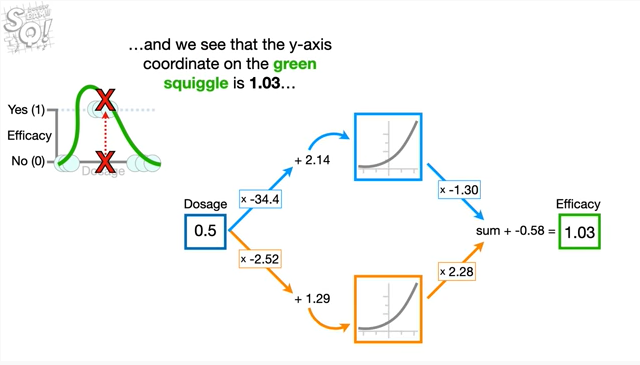 SQ!
…and we see that the y-axis
coordinate on the green
squiggle is 1.03…
Yes (1)
Efficacy
No (0)
Dosage
+ 2.14
x -34.4
x -1.30
Dosage
0.5
Efficacy
sum + -0.58 =
1.03
x -2.52
x 2.28
+ 1.29